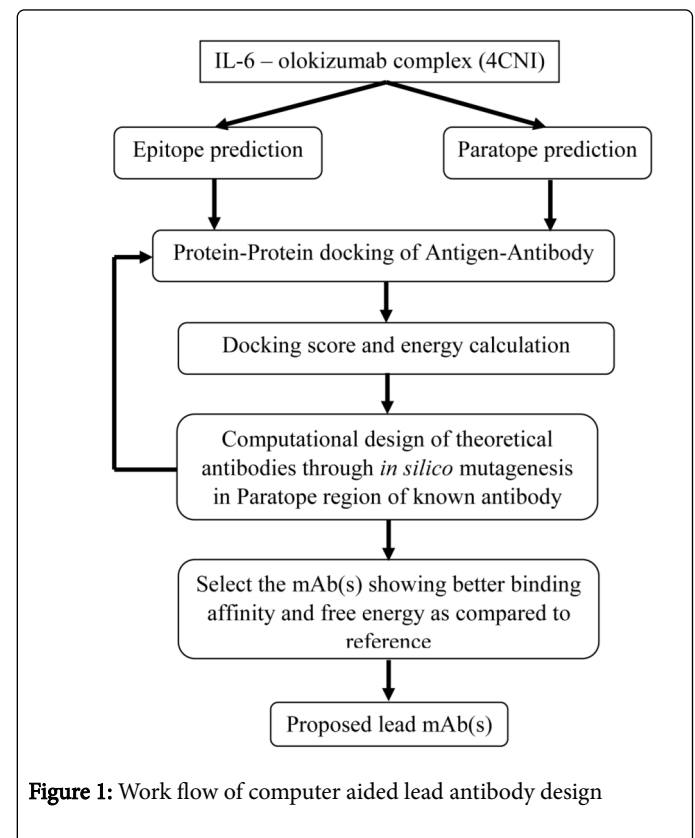 IL-6 – olokizumab complex (4CNI)
Epitope prediction
Paratope prediction
Protein-Protein docking of Antigen-Antibody
Docking score and energy calculation
Computational design of theoretical
antibodies through in silico mutagenesis
in Paratope region of known antibody
Select the mAb(s) showing better binding
affinity and free energy as compared to
reference
Proposed lead mAb(s)
Figure 1: Work flow of computer aided lead antibody design